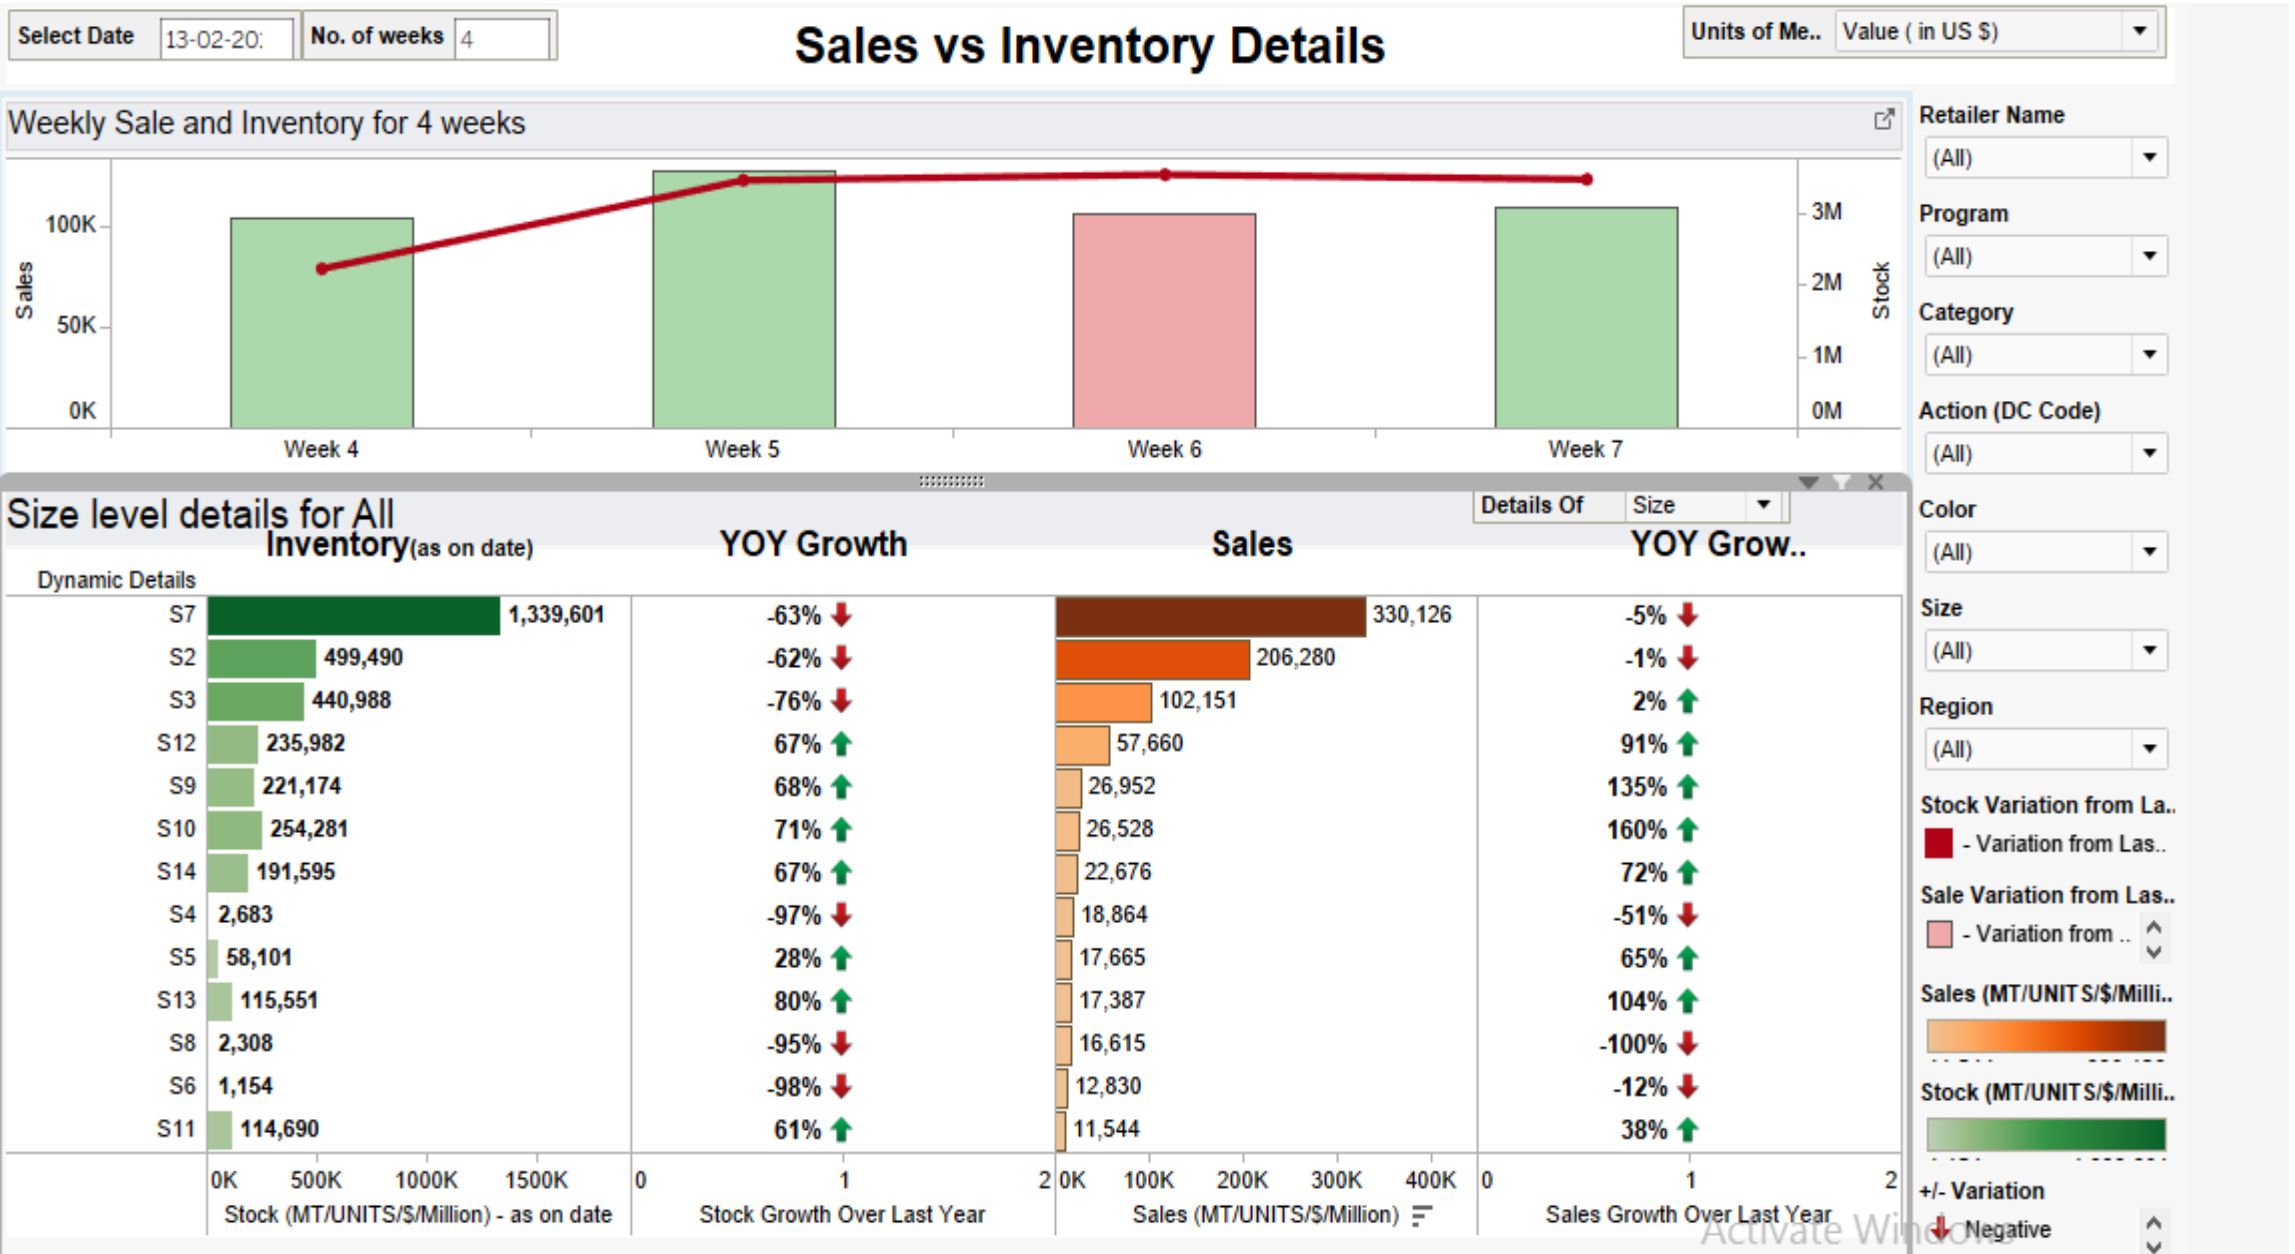 Select Date 13-02-20: No. of weeks 4
Sales vs Inventory Details
Units of Me.. Value ( in US $)
Weekly Sale and Inventory for 4 weeks
100K
50K
0K
Sales
3M
2M
1M
0M
Stock
Week 4 Week 5 Week 6 Week 7
Size level details for All
Details Of Size
Inventory(as on date) YOY Growth Sales YOY Grow..
Dynamic Details
S7 1,339,601 -63% 330,126 -5%
S2 499,490 -62% 206,280 -1%
S3 440,988 -76% 102,151 2%
S12 235,982 67% 57,660 91%
S9 221,174 68% 26,952 135%
S10 254,281 71% 26,528 160%
S14 191,595 67% 22,676 72%
S4 2,683 -97% 18,864 -51%
S5 58,101 28% 17,665 65%
S13 115,551 80% 17,387 104%
S8 2,308 -95% 16,615 -100%
S6 1,154 -98% 12,830 -12%
S11 114,690 61% 11,544 38%
0K 500K 1000K 1500K 0 1 2 0K 100K 200K 300K 400K 0 1 2
Stock (MT/UNITS/$/Million) - as on date Stock Growth Over Last Year Sales (MT/UNITS/$/Million) Sales Growth Over Last Year
Retailer Name
(All)
Program
(All)
Category
(All)
Action (DC Code)
(All)
Color
(All)
Size
(All)
Region
(All)
Stock Variation from La..
- Variation from Las..
Sale Variation from Las..
- Variation from ..
Sales (MT/UNITS/$/Milli..
Stock (MT/UNITS/$/Milli..
+/- Variation
Negative
Activate Windows